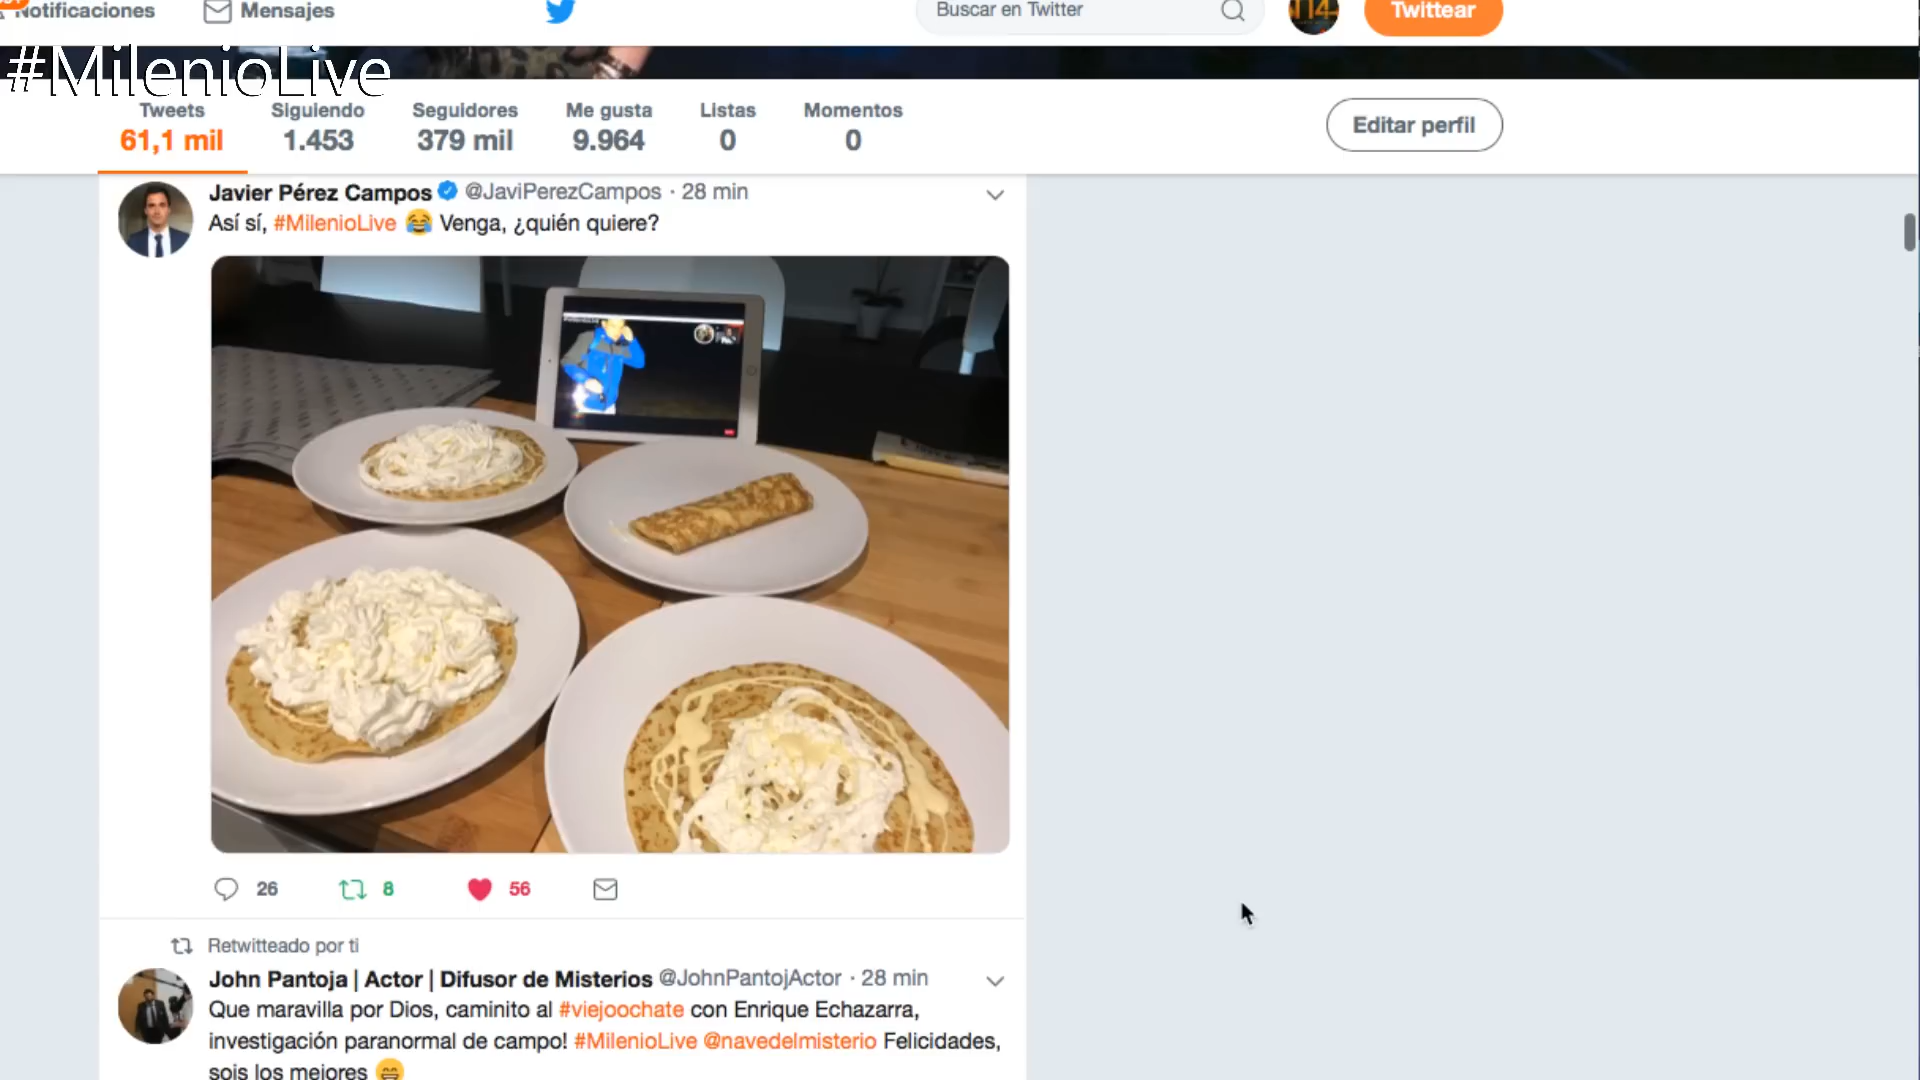 Notificaciones
Mensajes
Buscar en Twitter
114
Twittear
#MilenioLive
Tweets
61,1 mil
Siguiendo
1.453
Seguidores
379 mil
Me gusta
9.964
Listas
0
Momentos
0
Editar perfil
Javier Pérez Campos @JaviPerezCampos · 28 min
Así sí, #MilenioLive 😂 Venga, ¿quién quiere?
26
8
56
Retwitteado por ti
John Pantoja | Actor | Difusor de Misterios @JohnPantojActor · 28 min
Que maravilla por Dios, caminito al #viejoochate con Enrique Echazarra,
investigación paranormal de campo! #MilenioLive @navedelmisterio Felicidades,
sois los mejores 😄